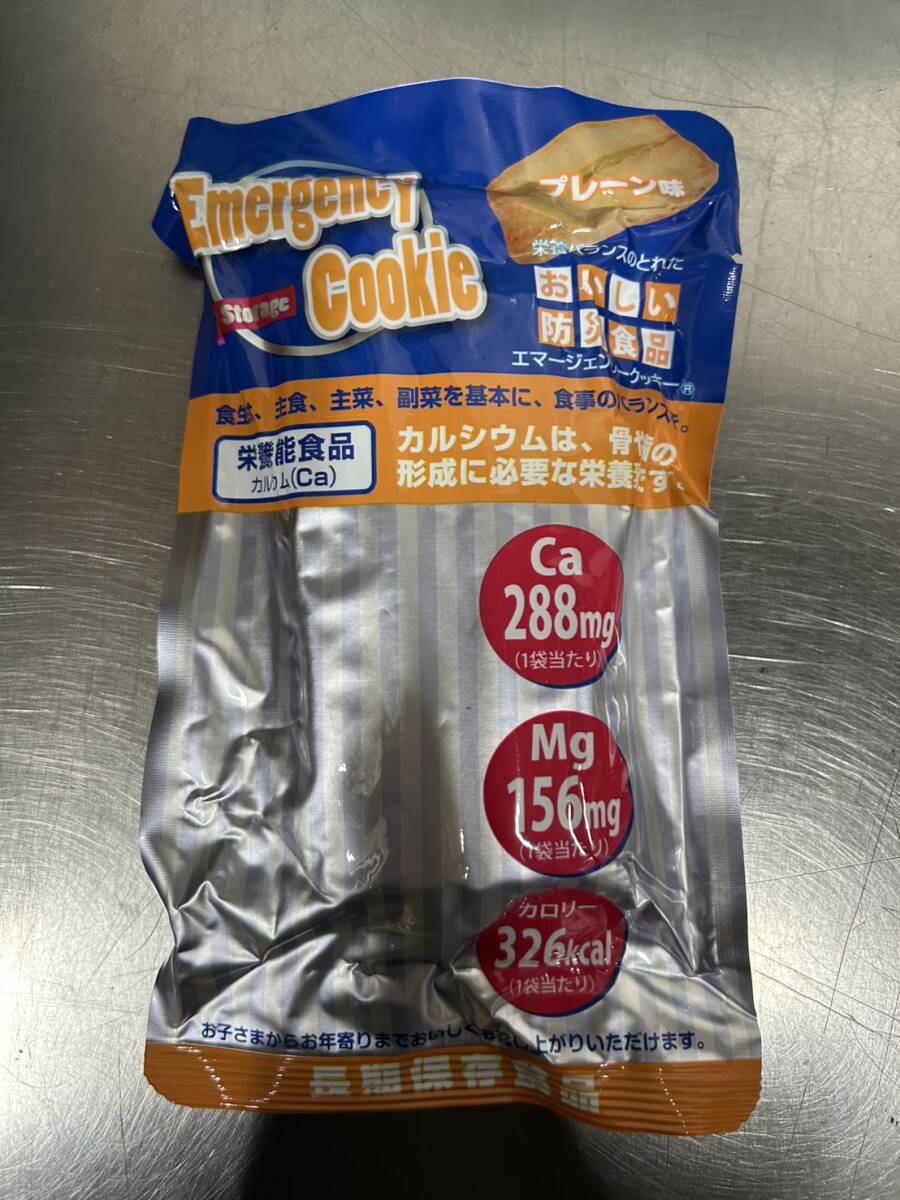 Emergency
Cookie
Storage
プレーン味
栄養バランスのとれた
おいしい
防災食品
エマージェンシークッキー®
食生活は、主食、主菜、副菜を基本に、食事のバランスを。
栄養機能食品
カルシウム(Ca)
カルシウムは、骨や歯の
形成に必要な栄養素です。
Ca
288mg
(1袋当たり)
Mg
156mg
(1袋当たり)
カロリー
326kcal
(1袋当たり)
お子さまからお年寄りまでおいしくお召し上がりいただけます。
長期保存食品